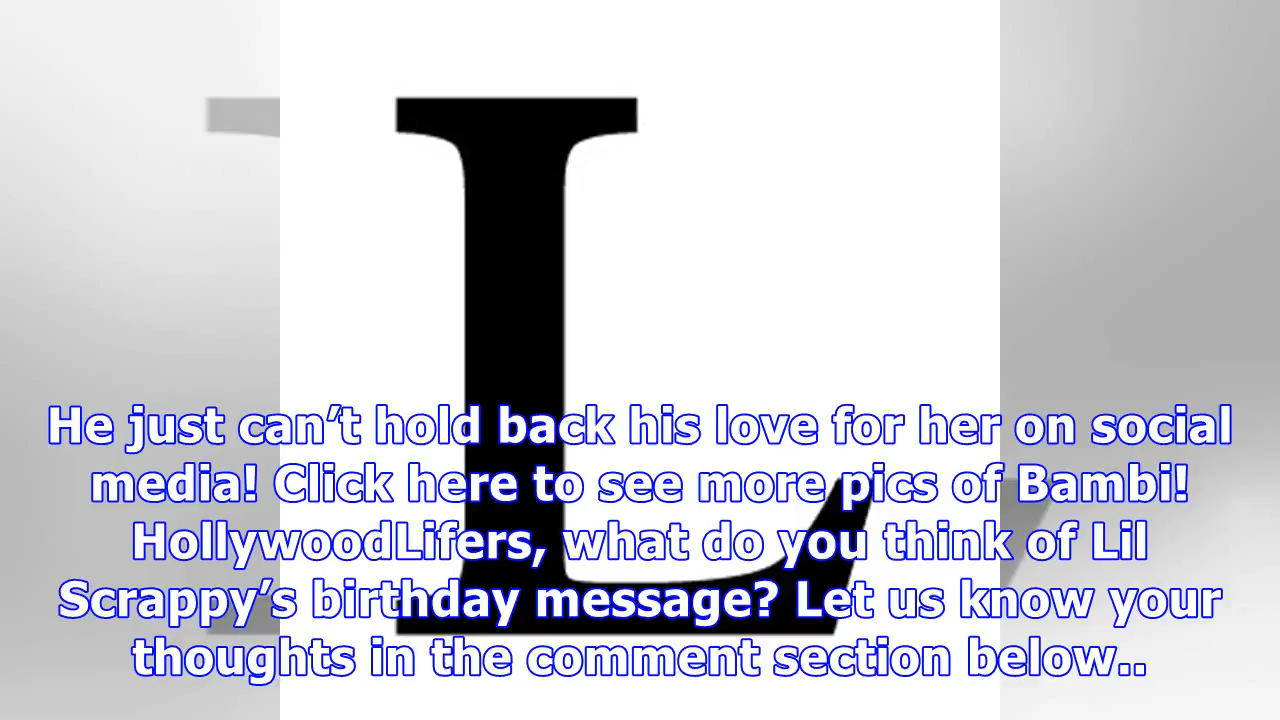 L
He just can’t hold back his love for her on social
media! Click here to see more pics of Bambi!
HollywoodLifers, what do you think of Lil
Scrappy’s birthday message? Let us know your
thoughts in the comment section below..